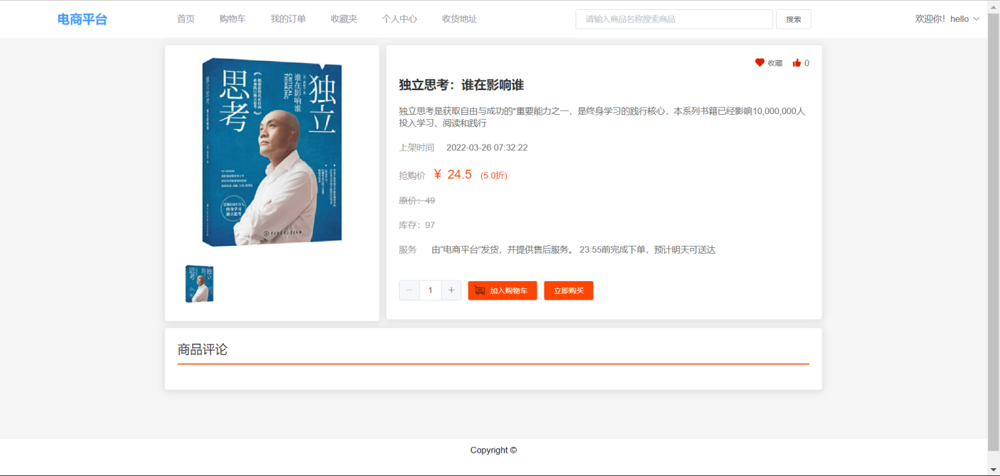 电商平台
首页
购物车
我的订单
收藏夹
个人中心
收货地址
请输入商品名称搜索商品
搜索
欢迎你！hello
独立
思考
谁在影响谁
CRITICAL THINKING
收藏
0
独立思考：谁在影响谁
独立思考是获取自由与成功的*重要能力之一，是终身学习的践行核心，本系列书籍已经影响10,000,000人
投入学习、阅读和践行
上架时间 2022-03-26 07:32:22
抢购价 ¥ 24.5 (5.0折)
原价：49
库存：97
服务 由"电商平台"发货，并提供售后服务。 23:55前完成下单，预计明天可送达
− 1 +
加入购物车
立即购买
商品评论
Copyright ©